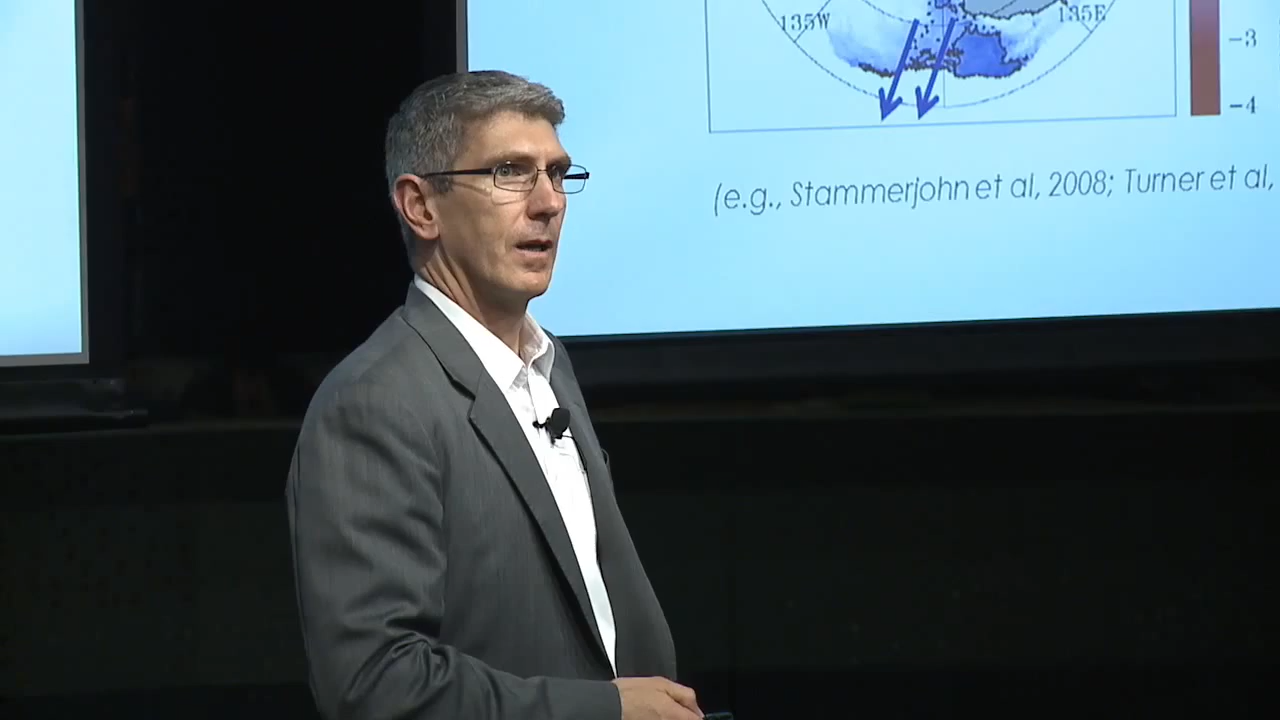 135W
135E
-3
-4
(e.g., Stammerjohn et al, 2008; Turner et al,